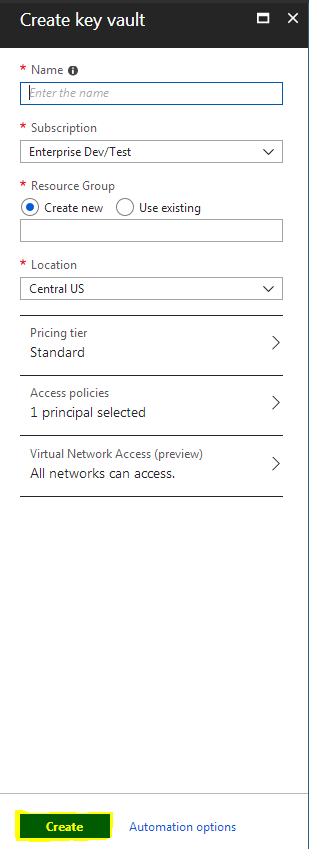 Create key vault
* Name
Enter the name
* Subscription
Enterprise Dev/Test
* Resource Group
Create new Use existing
* Location
Central US
Pricing tier
Standard
Access policies
1 principal selected
Virtual Network Access (preview)
All networks can access.
Create Automation options